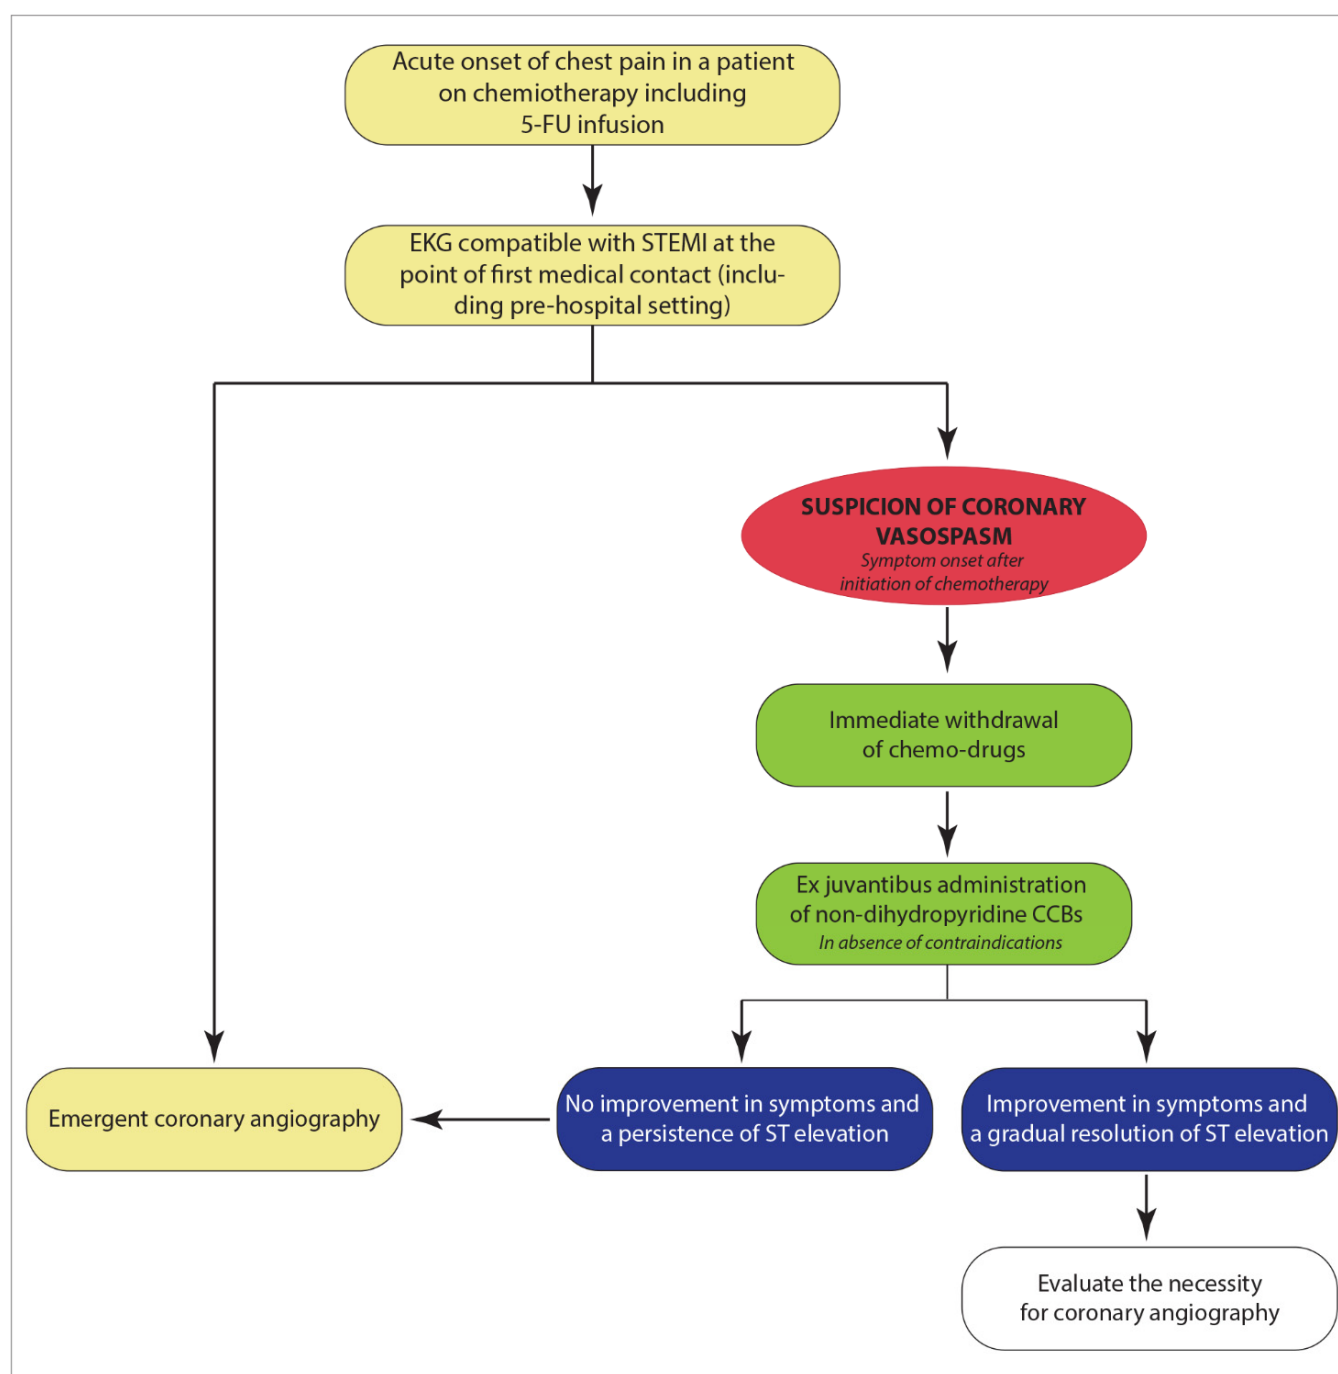 Acute onset of chest pain in a patient
on chemiotherapy including
5-FU infusion
EKG compatible with STEMI at the
point of first medical contact (inclu-
ding pre-hospital setting)
SUSPICION OF CORONARY
VASOSPASM
Symptom onset after
initiation of chemotherapy
Immediate withdrawal
of chemo-drugs
Ex juvantibus administration
of non-dihydropyridine CCBs
In absence of contraindications
Emergent coronary angiography
No improvement in symptoms and
a persistence of ST elevation
Improvement in symptoms and
a gradual resolution of ST elevation
Evaluate the necessity
for coronary angiography